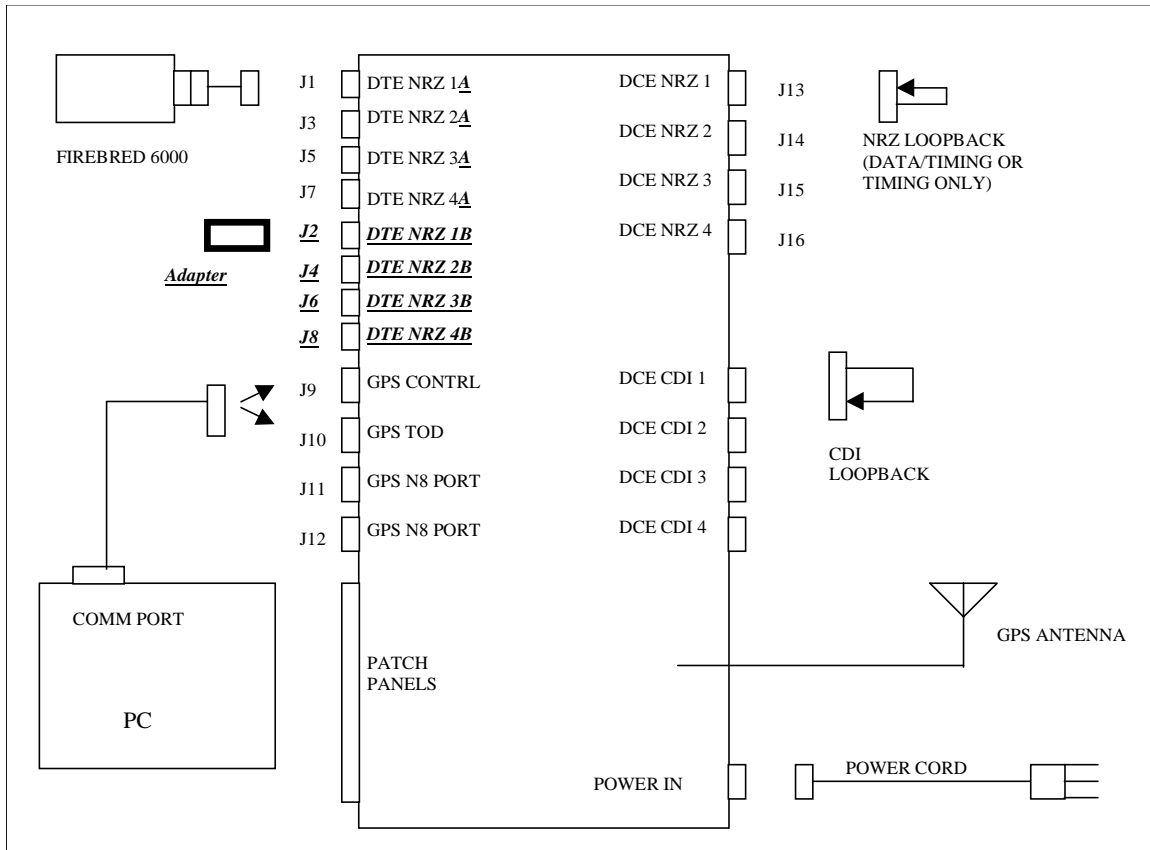 FIREBRED 6000
J1
DTE NRZ 1A
J3
DTE NRZ 2A
J5
DTE NRZ 3A
J7
DTE NRZ 4A
J2
DTE NRZ 1B
Adapter
J4
DTE NRZ 2B
J6
DTE NRZ 3B
J8
DTE NRZ 4B
J9
GPS CONTRL
J10
GPS TOD
J11
GPS N8 PORT
J12
GPS N8 PORT
COMM PORT
PC
PATCH
PANELS
DCE NRZ 1
J13
DCE NRZ 2
J14
DCE NRZ 3
J15
DCE NRZ 4
J16
NRZ LOOPBACK
(DATA/TIMING OR
TIMING ONLY)
DCE CDI 1
DCE CDI 2
DCE CDI 3
DCE CDI 4
CDI
LOOPBACK
GPS ANTENNA
POWER IN
POWER CORD